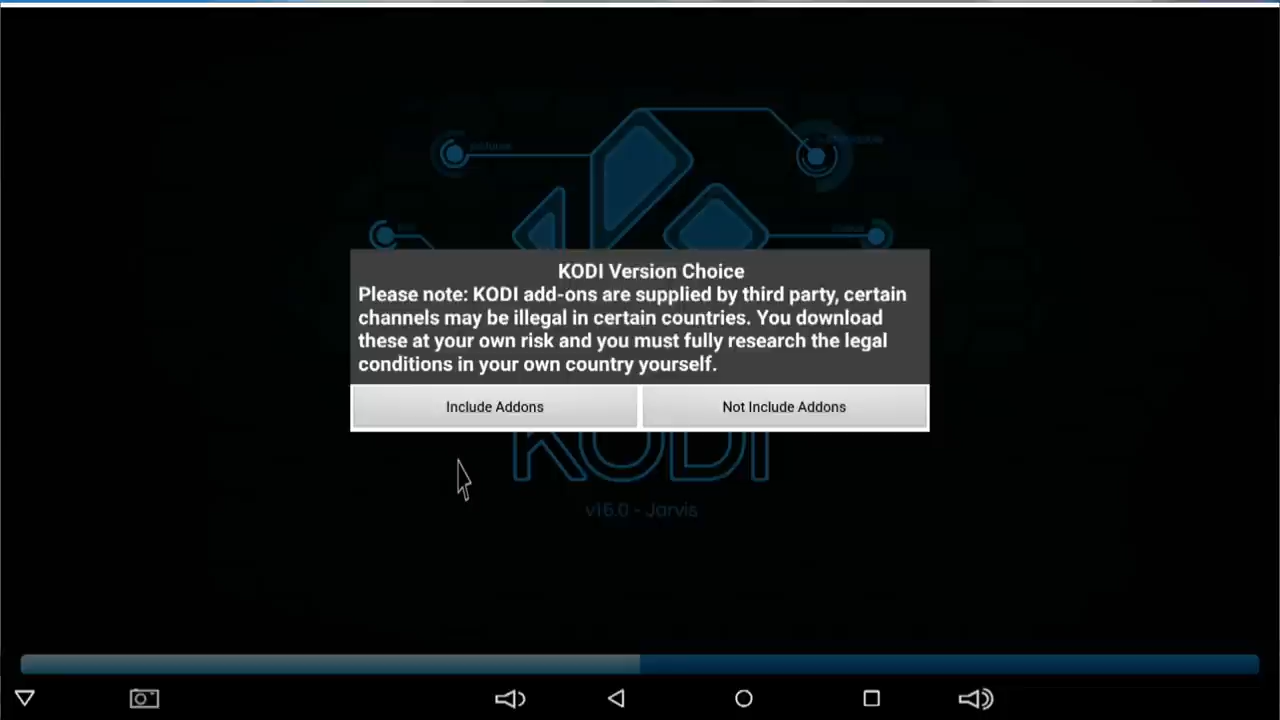 KODI Version Choice
Please note: KODI add-ons are supplied by third party, certain
channels may be illegal in certain countries. You download
these at your own risk and you must fully research the legal
conditions in your own country yourself.
Include Addons
Not Include Addons
KODI
v16.0 - Jarvis